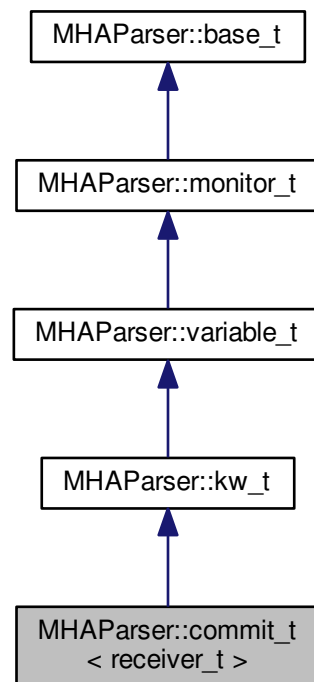 MHAParser::base_t
MHAParser::monitor_t
MHAParser::variable_t
MHAParser::kw_t
MHAParser::commit_t
< receiver_t >